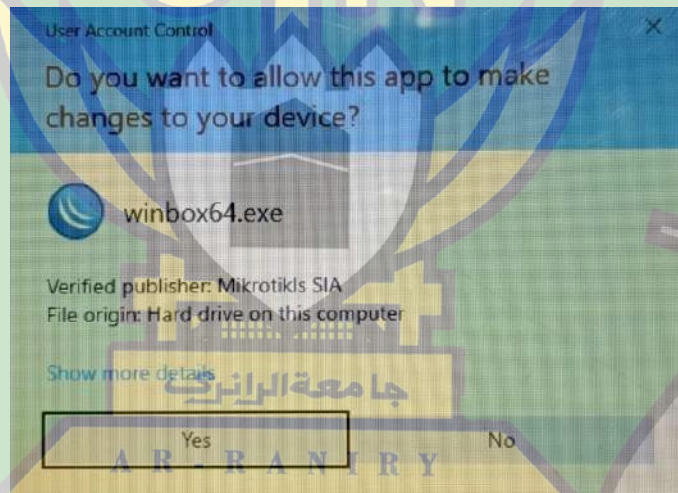 User Account Control
Do you want to allow this app to make
changes to your device?
winbox64.exe
Verified publisher: Mikrotikls SIA
File origin: Hard drive on this computer
Show more details
جامعة الرانري
Yes
No
AR-RANIRY